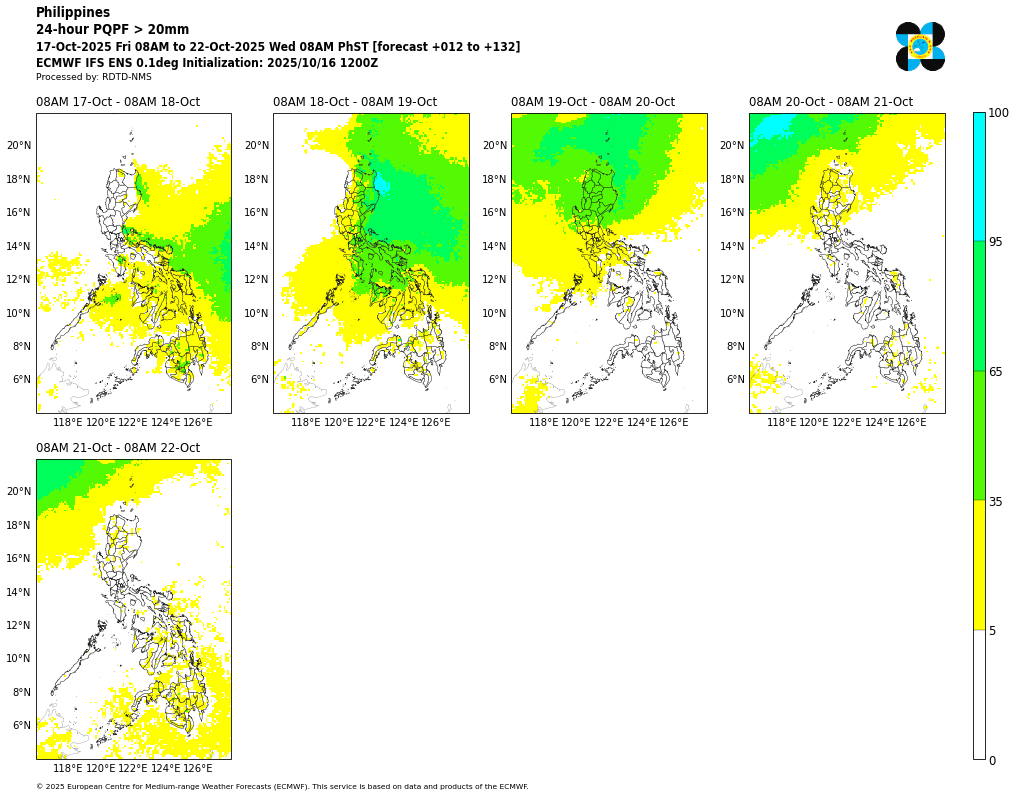 Philippines
24-hour PQPF > 20mm
17-Oct-2025 Fri 08AM to 22-Oct-2025 Wed 08AM PhST [forecast +012 to +132]
ECMWF IFS ENS 0.1deg Initialization: 2025/10/16 1200Z
Processed by: RDTD-NMS
08AM 17-Oct - 08AM 18-Oct
08AM 18-Oct - 08AM 19-Oct
08AM 19-Oct - 08AM 20-Oct
08AM 20-Oct - 08AM 21-Oct
20°N 18°N 16°N 14°N 12°N 10°N 8°N 6°N
118°E 120°E 122°E 124°E 126°E
20°N 18°N 16°N 14°N 12°N 10°N 8°N 6°N
118°E 120°E 122°E 124°E 126°E
20°N 18°N 16°N 14°N 12°N 10°N 8°N 6°N
118°E 120°E 122°E 124°E 126°E
20°N 18°N 16°N 14°N 12°N 10°N 8°N 6°N
118°E 120°E 122°E 124°E 126°E
100
95
65
35
5
0
08AM 21-Oct - 08AM 22-Oct
20°N 18°N 16°N 14°N 12°N 10°N 8°N 6°N
118°E 120°E 122°E 124°E 126°E
© 2025 European Centre for Medium-range Weather Forecasts (ECMWF). This service is based on data and products of the ECMWF.